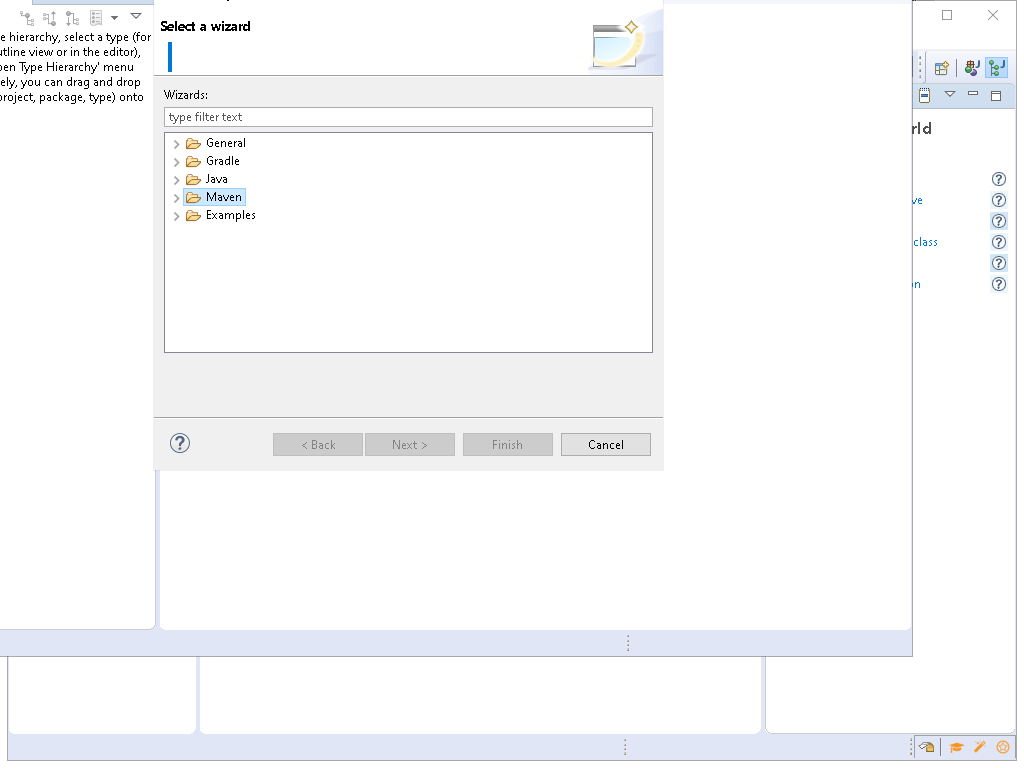 Select a wizard
e hierarchy, select a type (for
utline view or in the editor),
pen Type Hierarchy' menu
ely, you can drag and drop
project, package, type) onto
Wizards:
type filter text
General
Gradle
Java
Maven
Examples
< Back
Next >
Finish
Cancel
rld
ve
class
on